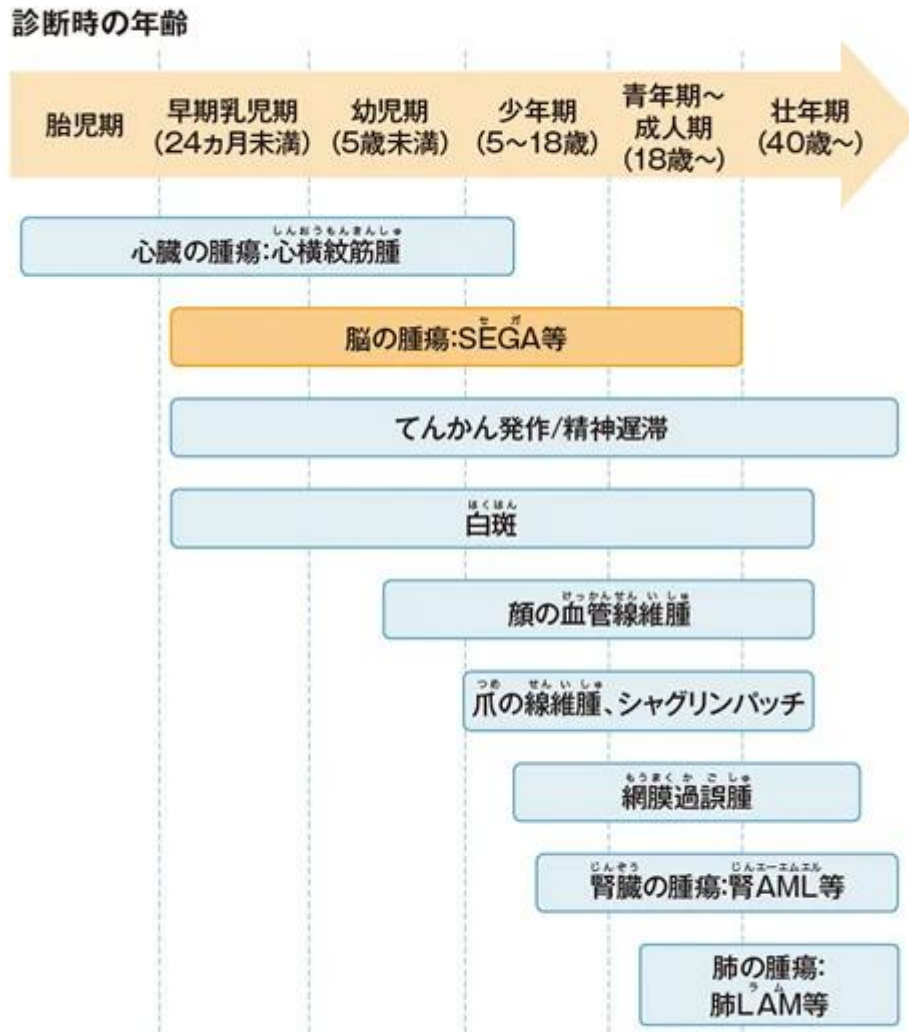 診断時の年齢
胎児期
早期乳児期
(24ヵ月未満)
幼児期
(5歳未満)
少年期
(5〜18歳)
青年期〜
成人期
(18歳〜)
壮年期
(40歳〜)
しんおうもんきんしゅ
心臓の腫瘍:心横紋筋腫
セガ
脳の腫瘍:SEGA等
てんかん発作/精神遅滞
はくはん
白斑
けっかんせんいしゅ
顔の血管線維腫
つめ せんいしゅ
爪の線維腫、シャグリンパッチ
もうまくかごしゅ
網膜過誤腫
じんぞう じんエーエムエル
腎臓の腫瘍:腎AML等
肺の腫瘍:
ラム
肺LAM等